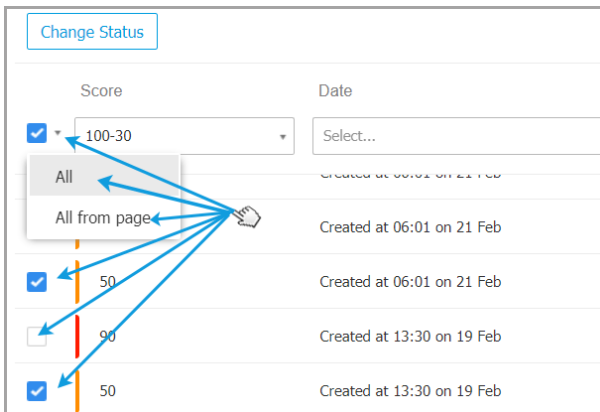 Change Status
Score Date
100-30 Select...
All
All from page
Created at 06:01 on 21 Feb
50 Created at 06:01 on 21 Feb
90 Created at 13:30 on 19 Feb
50 Created at 13:30 on 19 Feb